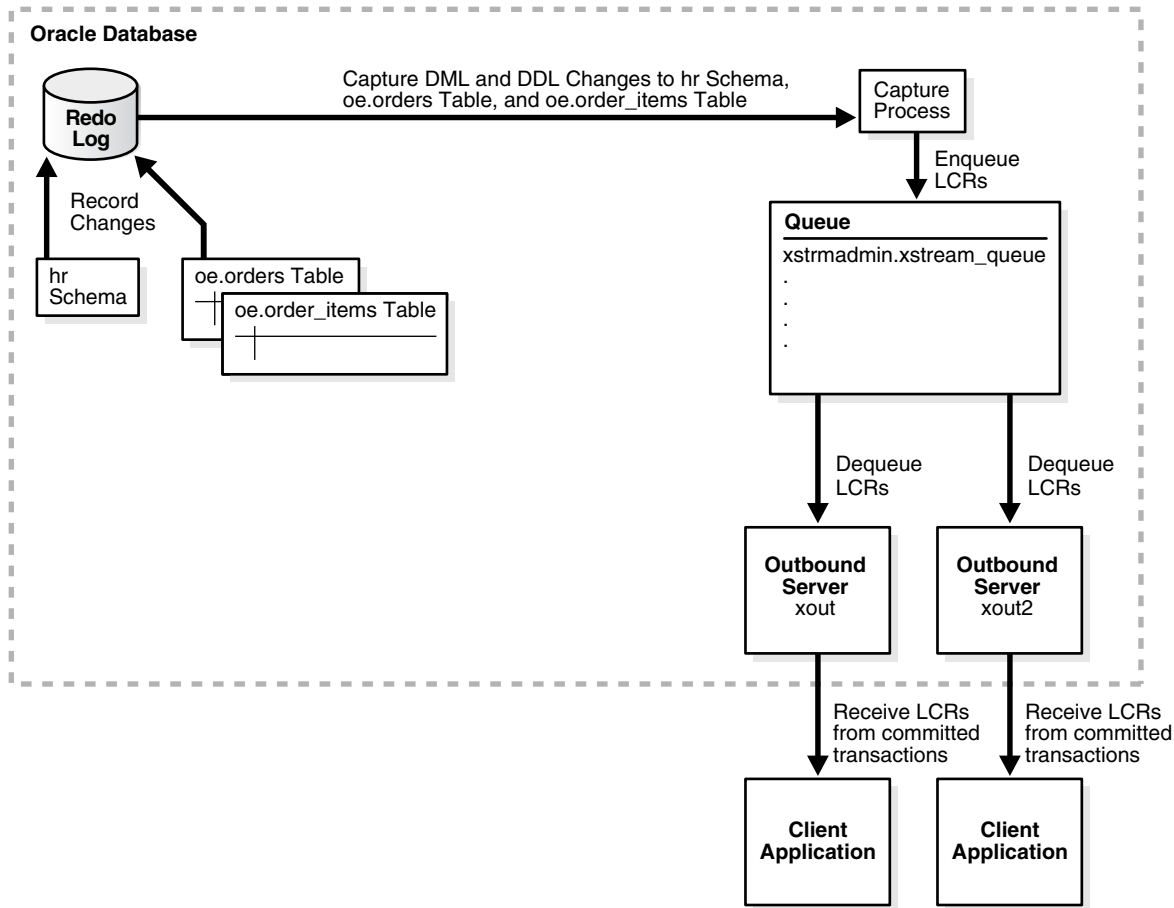 Oracle Database
Redo
Log
Capture DML and DDL Changes to hr Schema,
oe.orders Table, and oe.order_items Table
Capture
Process
Record
Changes
Enqueue
LCRs
hr
Schema
oe.orders Table
oe.order_items Table
Queue
xstrmadmin.xstream_queue
.
.
.
.
Dequeue
LCRs
Dequeue
LCRs
Outbound
Server
xout
Outbound
Server
xout2
Receive LCRs
from committed
transactions
Receive LCRs
from committed
transactions
Client
Application
Client
Application